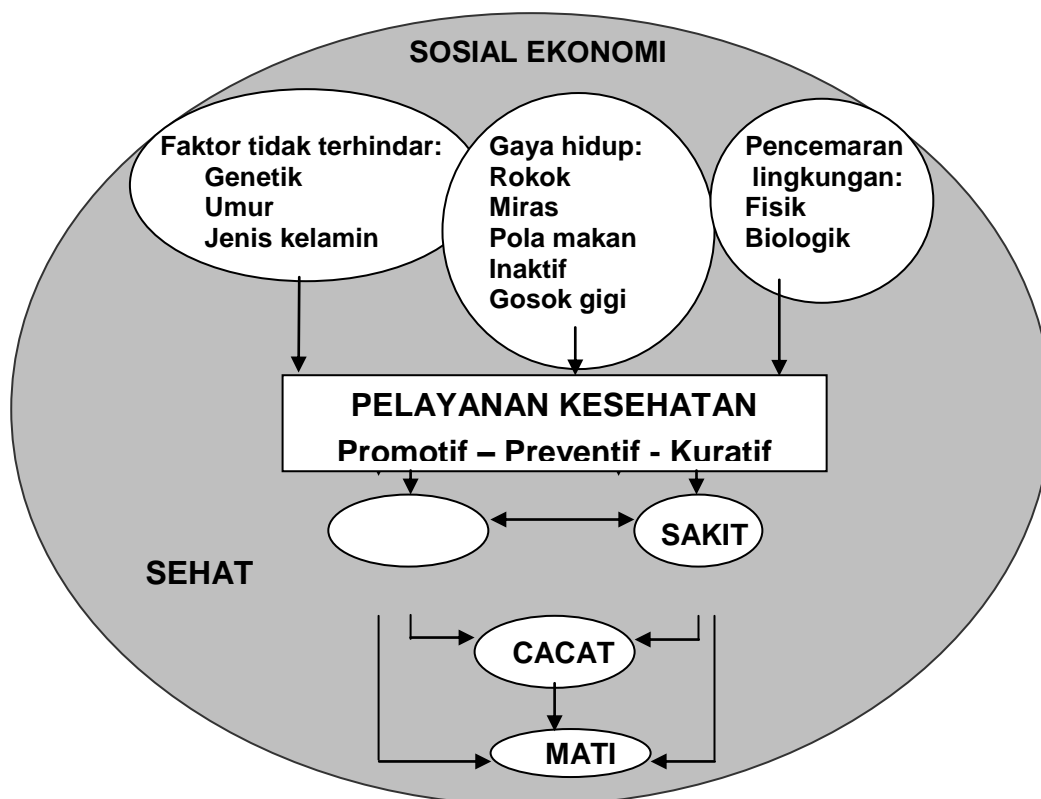 SOSIAL EKONOMI
Faktor tidak terhindar:
Genetik
Umur
Jenis kelamin
Gaya hidup:
Rokok
Miras
Pola makan
Inaktif
Gosok gigi
Pencemaran
lingkungan:
Fisik
Biologik
PELAYANAN KESEHATAN
Promotif – Preventif - Kuratif
SAKIT
SEHAT
CACAT
MATI